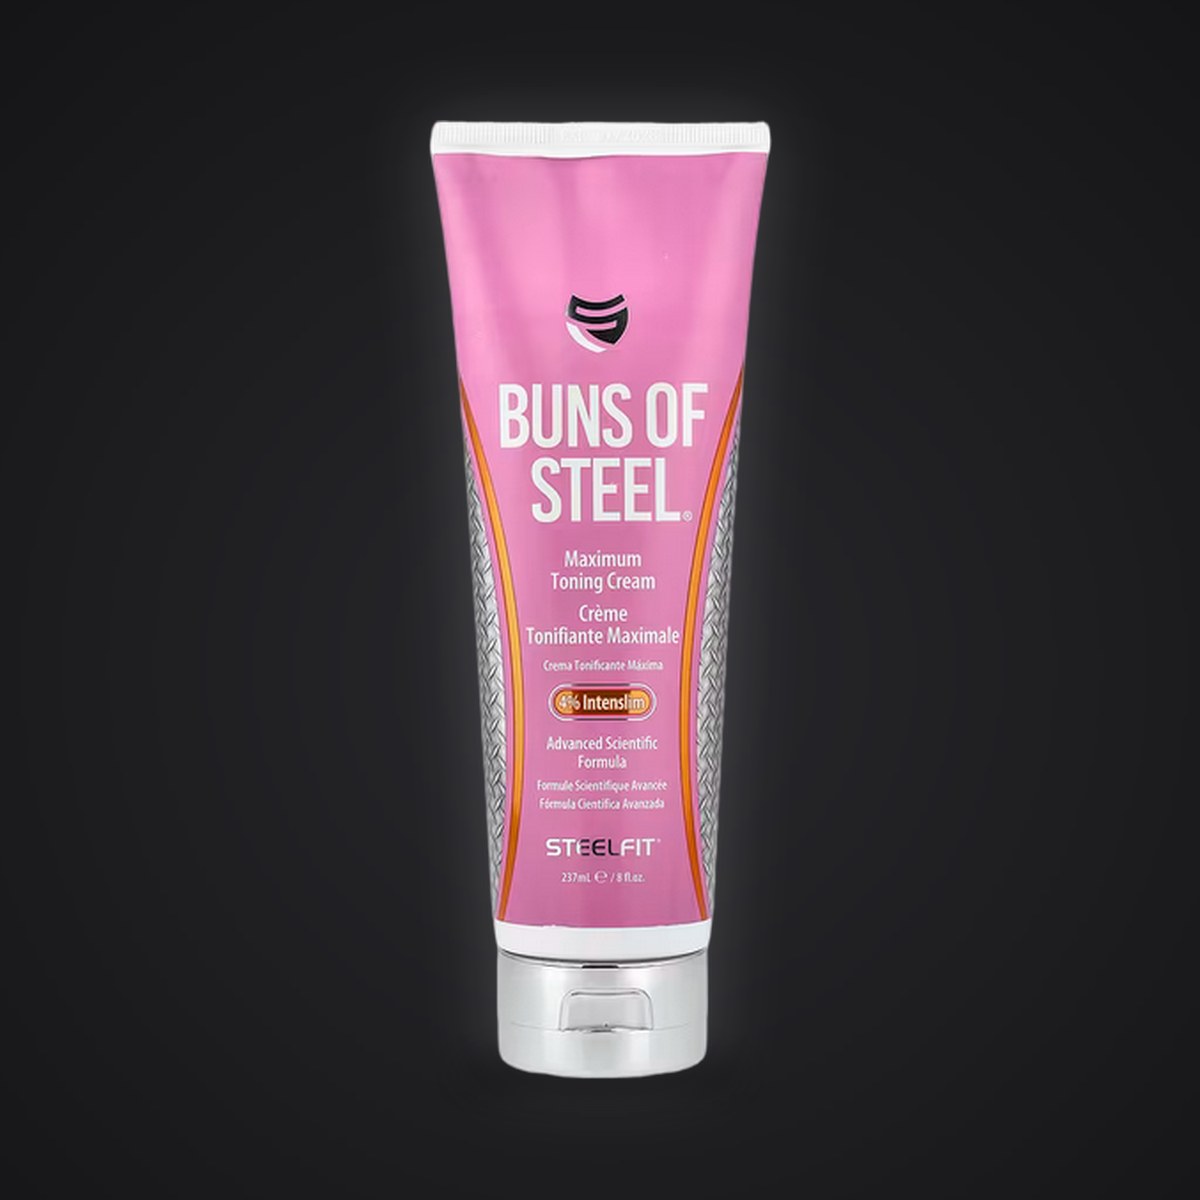 BUNS OF
STEEL®
Maximum
Toning Cream
Crème
Tonifiante Maximale
Crema Tonificante Máxima
4% Intenslim
Advanced Scientific
Formula
Formule Scientifique Avancée
Fórmula Científica Avanzada
STEELFIT®
237mL ℮ / 8 fl.oz.